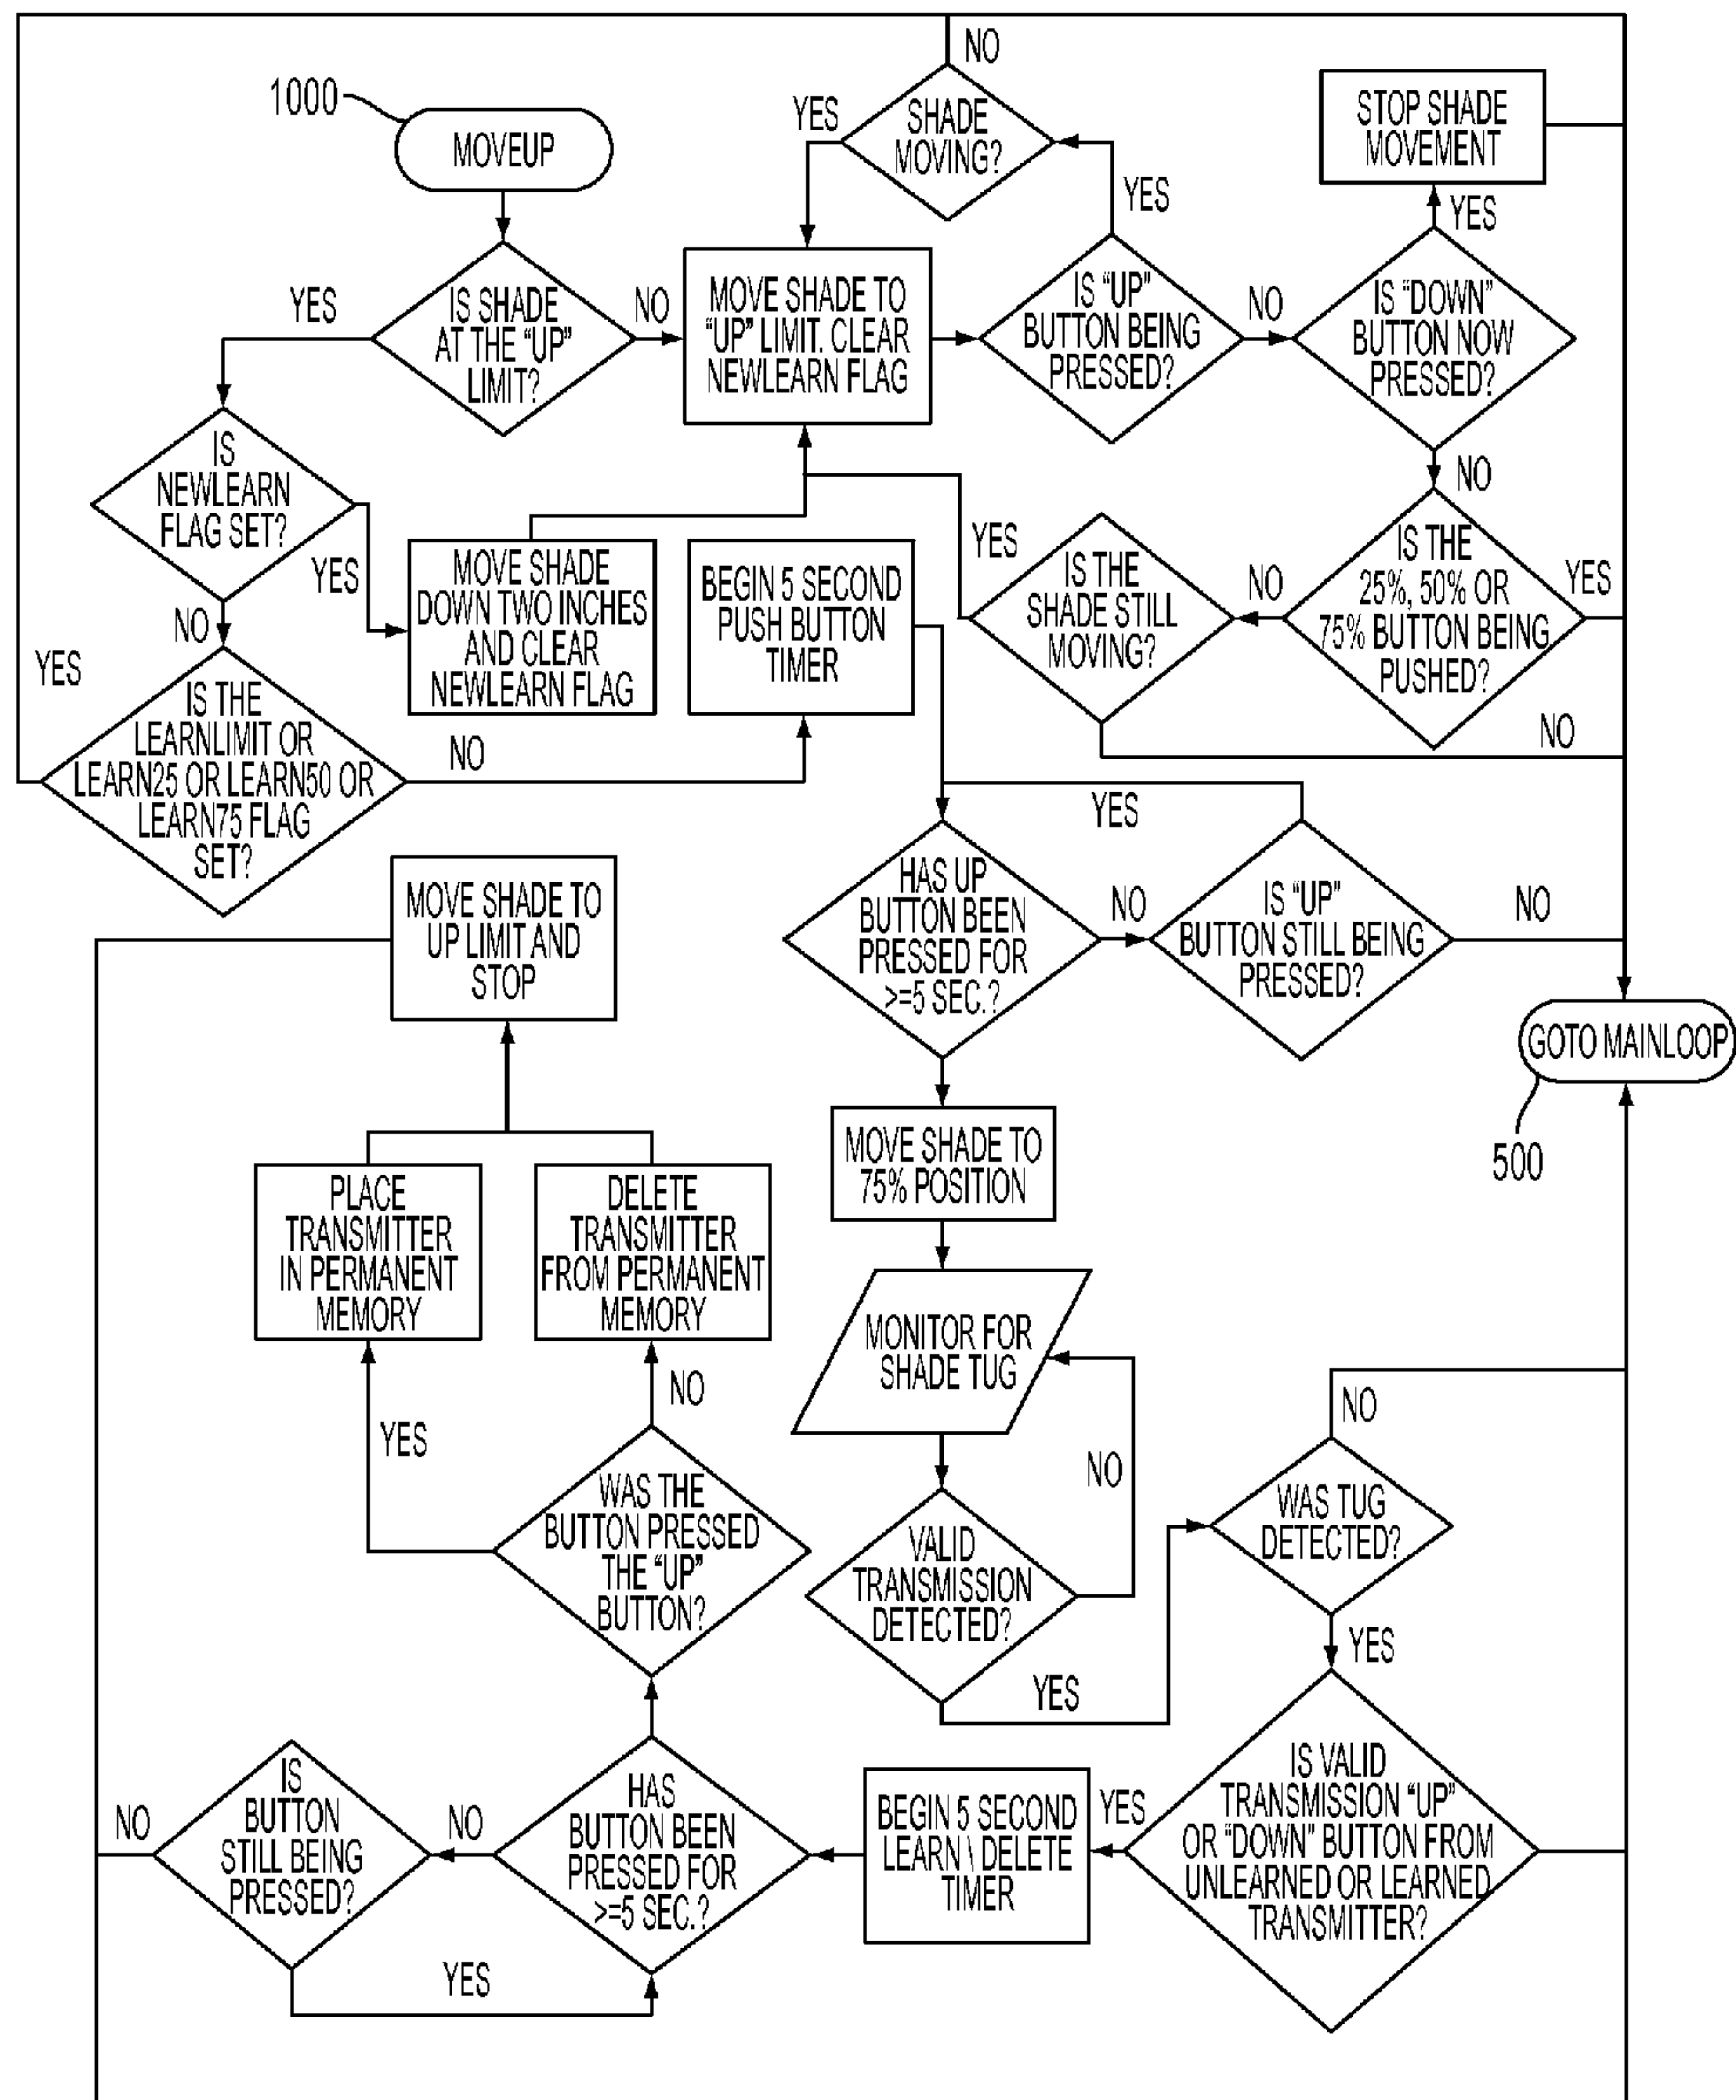 NO
1000
MOVEUP
YES
SHADE
MOVING?
YES
STOP SHADE
MOVEMENT
YES
YES
IS SHADE
AT THE "UP"
LIMIT?
NO
MOVE SHADE TO
"UP" LIMIT. CLEAR
NEWLEARN FLAG
IS "UP"
BUTTON BEING
PRESSED?
NO
IS "DOWN"
BUTTON NOW
PRESSED?
NO
IS
NEWLEARN
FLAG SET?
YES
NO
MOVE SHADE
DOWN TWO INCHES
AND CLEAR
NEWLEARN FLAG
BEGIN 5 SECOND
PUSH BUTTON
TIMER
YES
IS THE
SHADE STILL
MOVING?
NO
IS THE
25%, 50% OR
75% BUTTON BEING
PUSHED?
YES
NO
YES
IS THE
LEARNLIMIT OR
LEARN25 OR LEARN50 OR
LEARN75 FLAG
SET?
NO
YES
MOVE SHADE TO
UP LIMIT AND
STOP
HAS UP
BUTTON BEEN
PRESSED FOR
>=5 SEC.?
NO
IS "UP"
BUTTON STILL BEING
PRESSED?
NO
GOTO MAINLOOP
500
PLACE
TRANSMITTER
IN PERMANENT
MEMORY
DELETE
TRANSMITTER
FROM PERMANENT
MEMORY
MOVE SHADE TO
75% POSITION
MONITOR FOR
SHADE TUG
YES
NO
NO
NO
WAS THE
BUTTON PRESSED
THE "UP"
BUTTON?
VALID
TRANSMISSION
DETECTED?
WAS TUG
DETECTED?
YES
YES
NO
IS
BUTTON
STILL BEING
PRESSED?
NO
HAS
BUTTON BEEN
PRESSED FOR
>=5 SEC.?
BEGIN 5 SECOND
LEARN \ DELETE
TIMER
YES
IS VALID
TRANSMISSION "UP"
OR "DOWN" BUTTON FROM
UNLEARNED OR LEARNED
TRANSMITTER?
YES